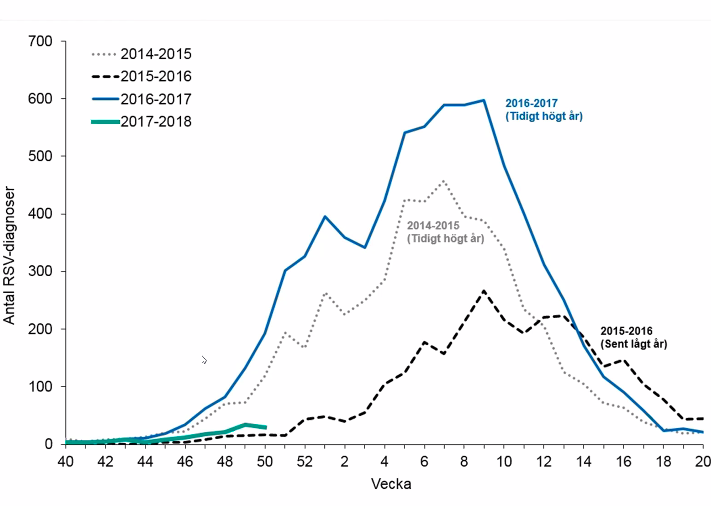 700
600
500
400
300
200
100
0
Antal RSV-diagnoser
2014-2015
2015-2016
2016-2017
2017-2018
2016-2017
(Tidigt högt år)
2014-2015
(Tidigt högt år)
2015-2016
(Sent lågt år)
40 42 44 46 48 50 52 2 4 6 8 10 12 14 16 18 20
Vecka